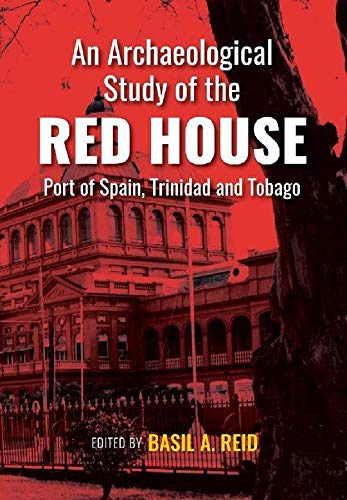 An Archaeological
Study of the
RED HOUSE
Port of Spain, Trinidad and Tobago
EDITED BY BASIL A. REID